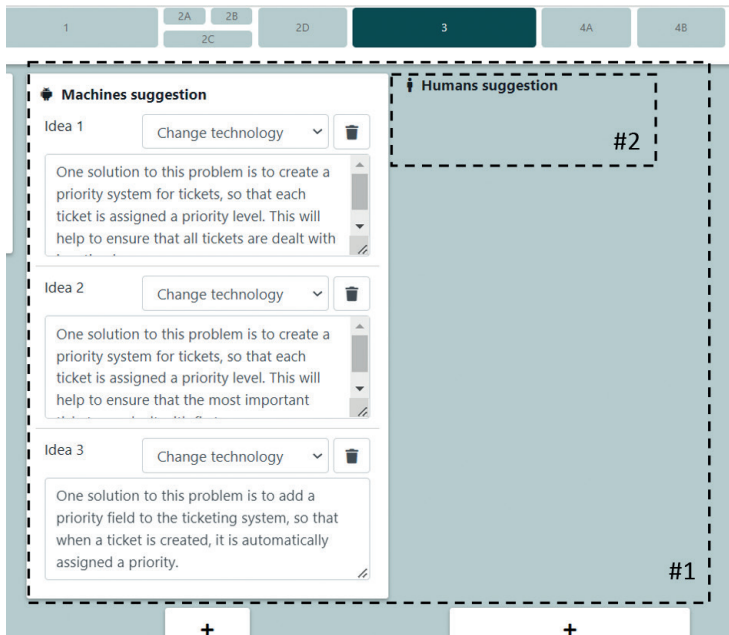 1
2A
2B
2C
2D
3
4A
4B
Machines suggestion
Idea 1
Change technology
One solution to this problem is to create a
priority system for tickets, so that each
ticket is assigned a priority level. This will
help to ensure that all tickets are dealt with
Idea 2
Change technology
One solution to this problem is to create a
priority system for tickets, so that each
ticket is assigned a priority level. This will
help to ensure that the most important
Idea 3
Change technology
One solution to this problem is to add a
priority field to the ticketing system, so that
when a ticket is created, it is automatically
assigned a priority.
Humans suggestion
#2
#1
+
+